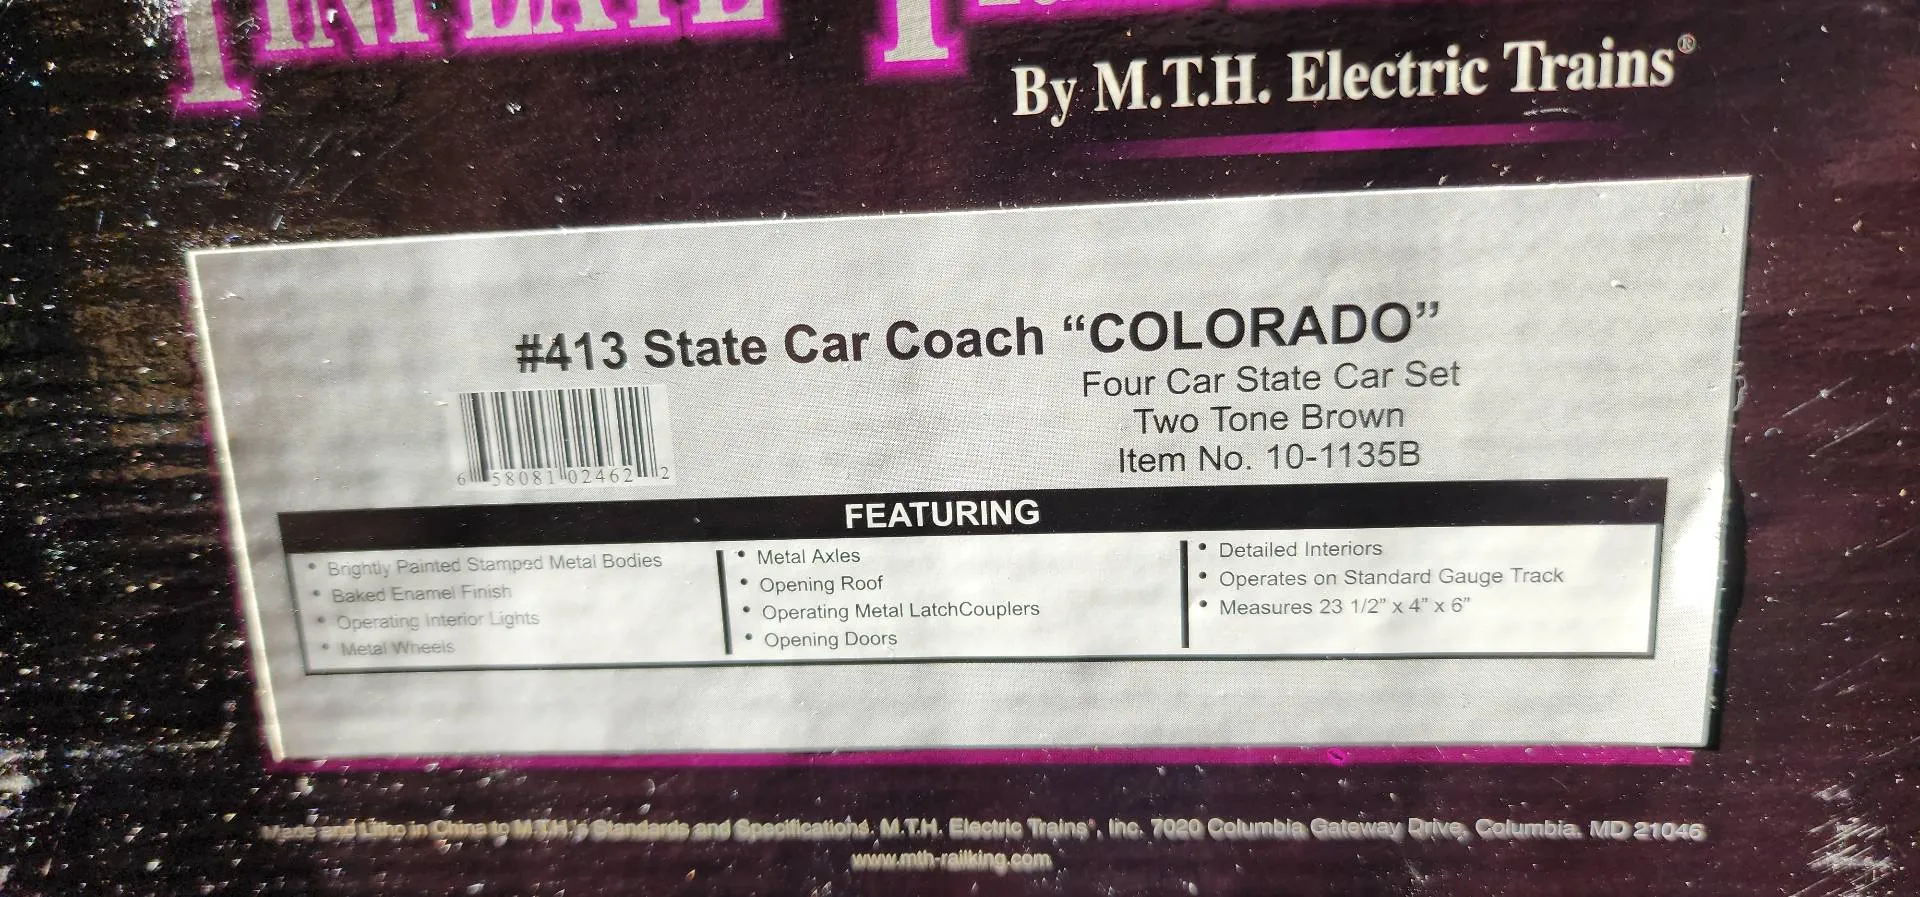 TINPLATE T
By M.T.H. Electric Trains®
#413 State Car Coach “COLORADO”
Four Car State Car Set
Two Tone Brown
Item No. 10-1135B
6 58081 02462 2
FEATURING
• Brightly Painted Stamped Metal Bodies
• Baked Enamel Finish
• Operating Interior Lights
• Metal Wheels
• Metal Axles
• Opening Roof
• Operating Metal LatchCouplers
• Opening Doors
• Detailed Interiors
• Operates on Standard Gauge Track
• Measures 23 1/2” x 4” x 6”
Made and Litho in China to M.T.H.'s Standards and Specifications. M.T.H. Electric Trains®, Inc. 7020 Columbia Gateway Drive, Columbia. MD 21046
www.mth-railking.com